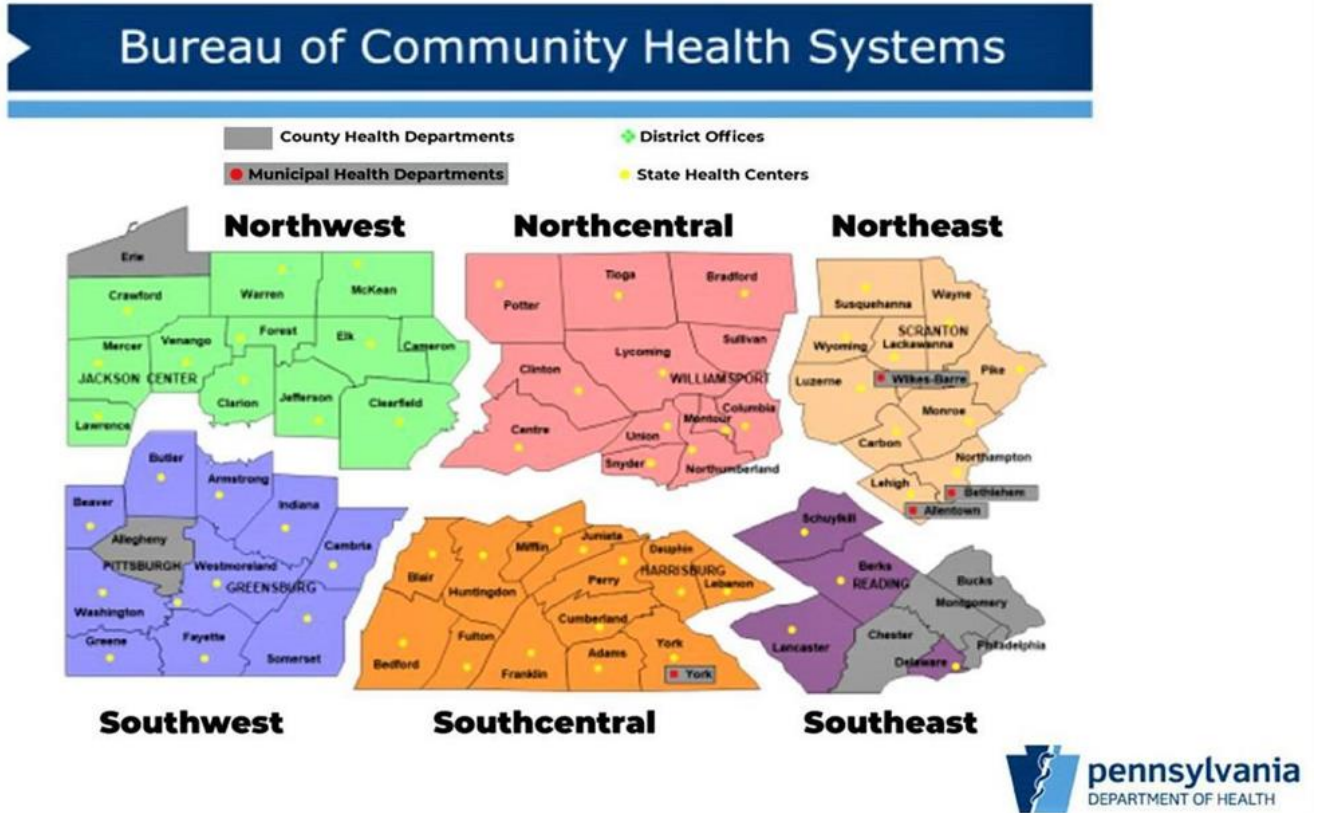 Bureau of Community Health Systems
County Health Departments
District Offices
Municipal Health Departments
State Health Centers
Northwest
Northcentral
Northeast
Erie
Crawford
Warren
McKean
Mercer
Venango
Forest
Elk
Cameron
JACKSON CENTER
Clarion
Jefferson
Clearfield
Lawrence
Potter
Tioga
Bradford
Clinton
Lycoming
Sullivan
WILLIAMSPORT
Centre
Union
Montour
Columbia
Snyder
Northumberland
Susquehanna
Wayne
SCRANTON
Wyoming
Lackawanna
Luzerne
Wilkes-Barre
Pike
Monroe
Carbon
Northampton
Lehigh
Bethlehem
Allentown
Butler
Armstrong
Beaver
Indiana
Allegheny
Cambria
PITTSBURGH
Westmoreland
GREENSBURG
Washington
Greene
Fayette
Somerset
Mifflin
Juniata
Dauphin
HARRISBURG
Blair
Huntingdon
Perry
Lebanon
Cumberland
Fulton
York
Bedford
Franklin
Adams
York
Schuylkill
Berks
READING
Bucks
Montgomery
Lancaster
Chester
Philadelphia
Delaware
Southwest
Southcentral
Southeast
pennsylvania
DEPARTMENT OF HEALTH